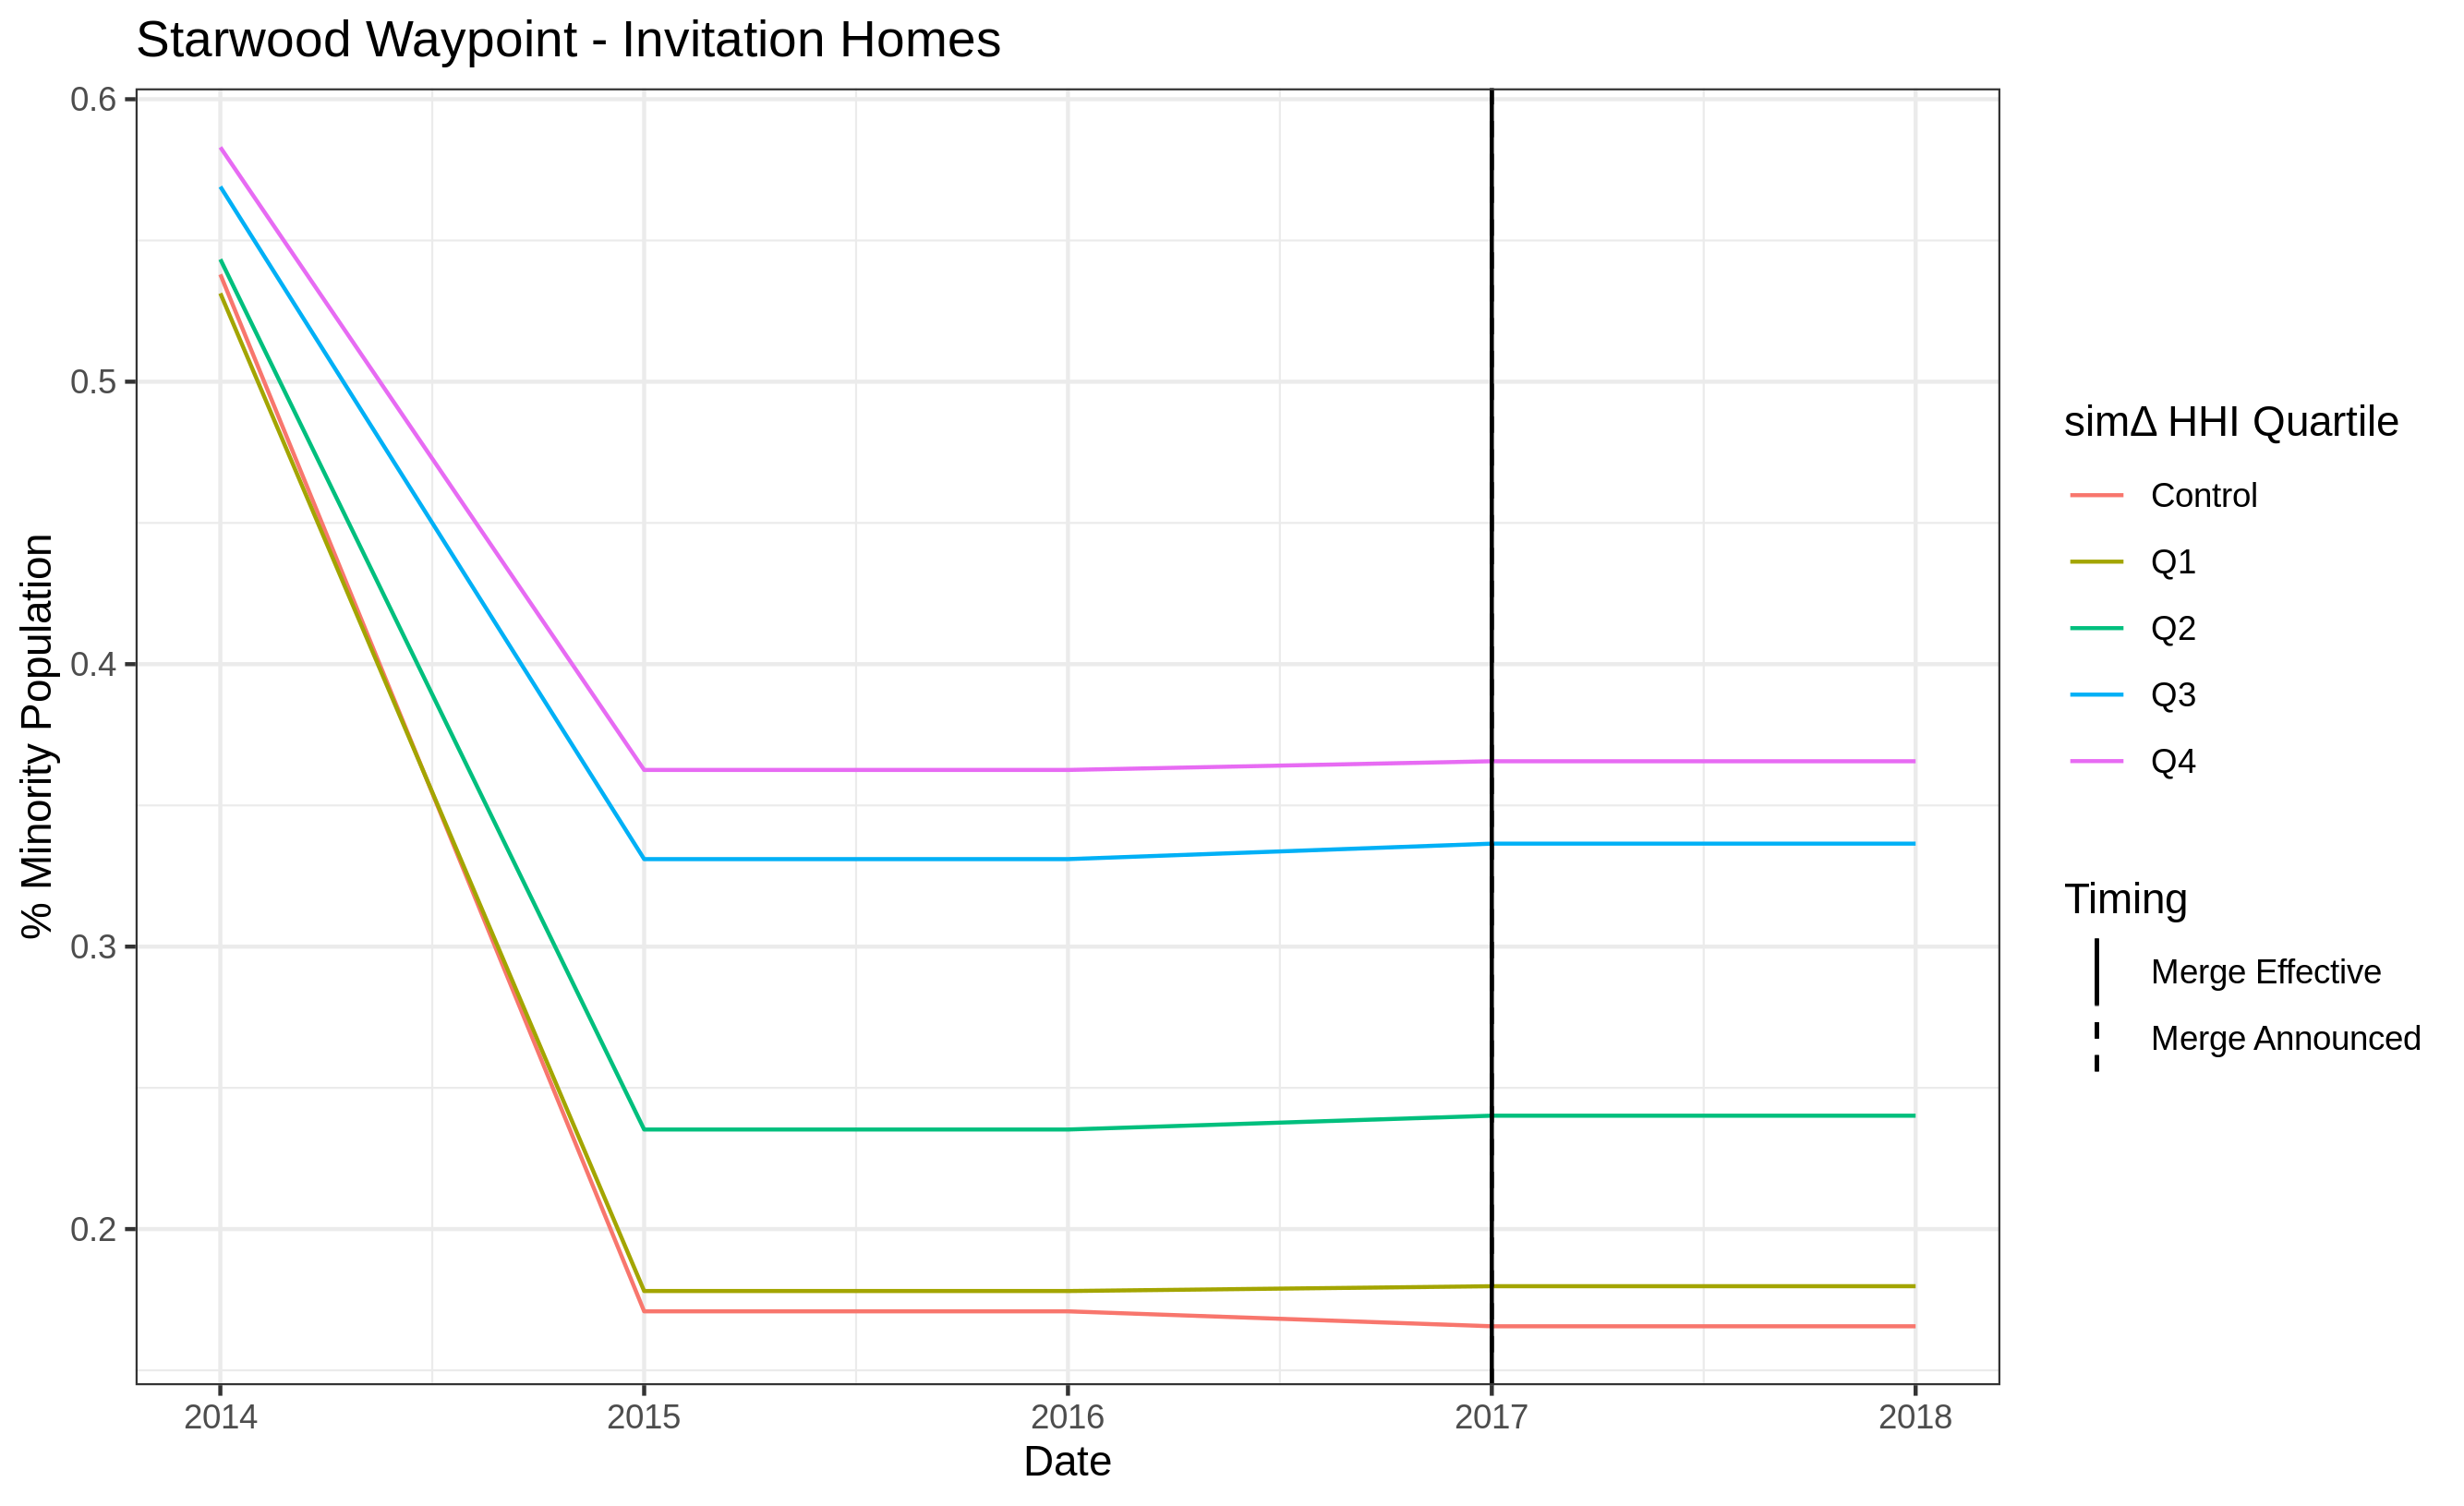 Starwood Waypoint - Invitation Homes
0.6
0.5
0.4
0.3
0.2
% Minority Population
2014 2015 2016 2017 2018
Date
simΔ HHI Quartile
Control
Q1
Q2
Q3
Q4
Timing
Merge Effective
Merge Announced